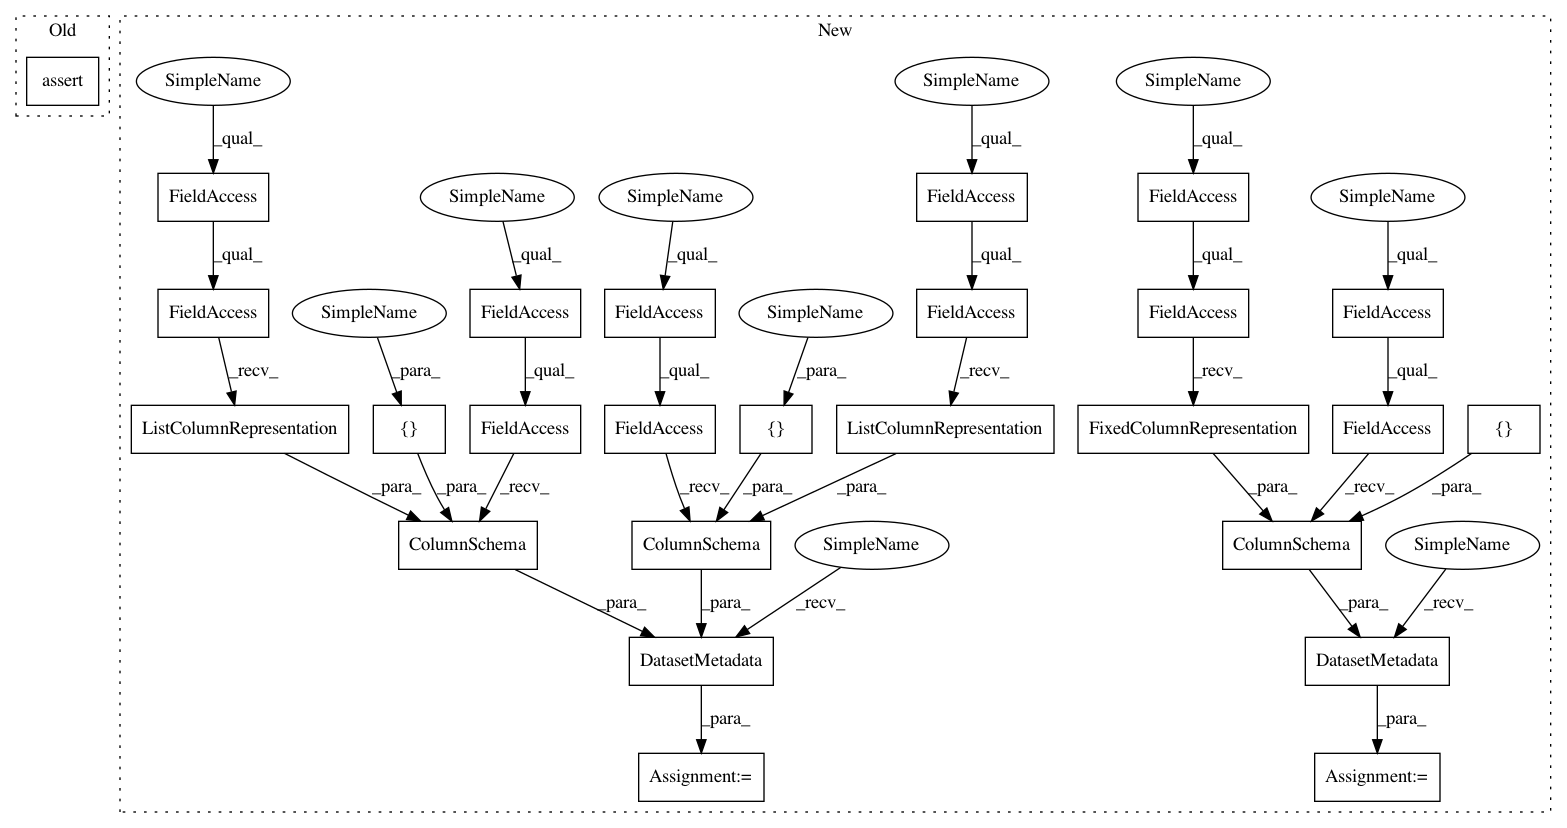 Old
New
assert
SimpleName
SimpleName
SimpleName
_qual_
_qual_
_qual_
FieldAccess
SimpleName
SimpleName
FieldAccess
FieldAccess
SimpleName
_qual_
_qual_
_qual_
_qual_
_qual_
_qual_
FieldAccess
SimpleName
FieldAccess
FieldAccess
SimpleName
FieldAccess
FieldAccess
FieldAccess
_recv_
_para_
_qual_
_qual_
_para_
_recv_
_recv_
_qual_
ListColumnRepresentation
{}
FieldAccess
FieldAccess
{}
ListColumnRepresentation
FixedColumnRepresentation
FieldAccess
{}
_para_
_para_
_recv_
_recv_
_para_
_para_
_para_
_recv_
_para_
ColumnSchema
ColumnSchema
SimpleName
ColumnSchema
SimpleName
_para_
_para_
_recv_
_para_
_recv_
DatasetMetadata
DatasetMetadata
_para_
_para_
Assignment:=
Assignment:=